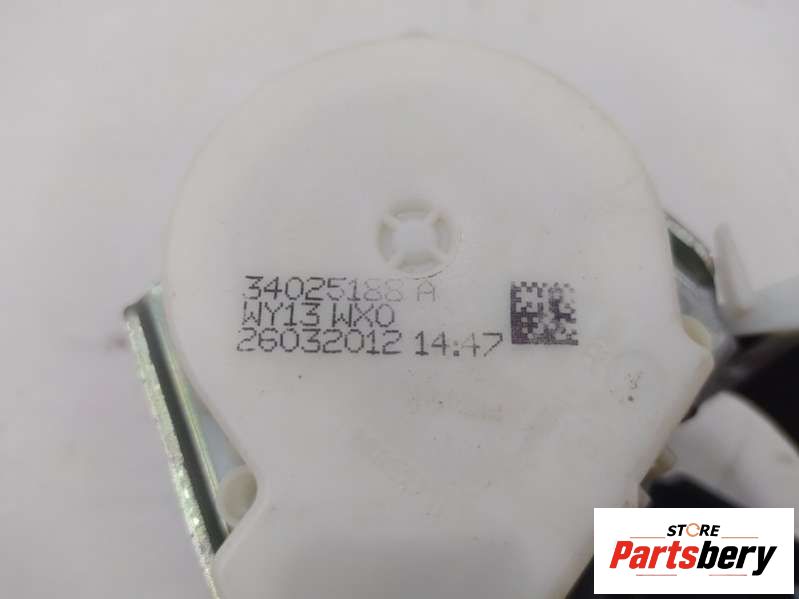 34025188 A
WY13 WX0
26032012 14:47
STORE
Partsbery